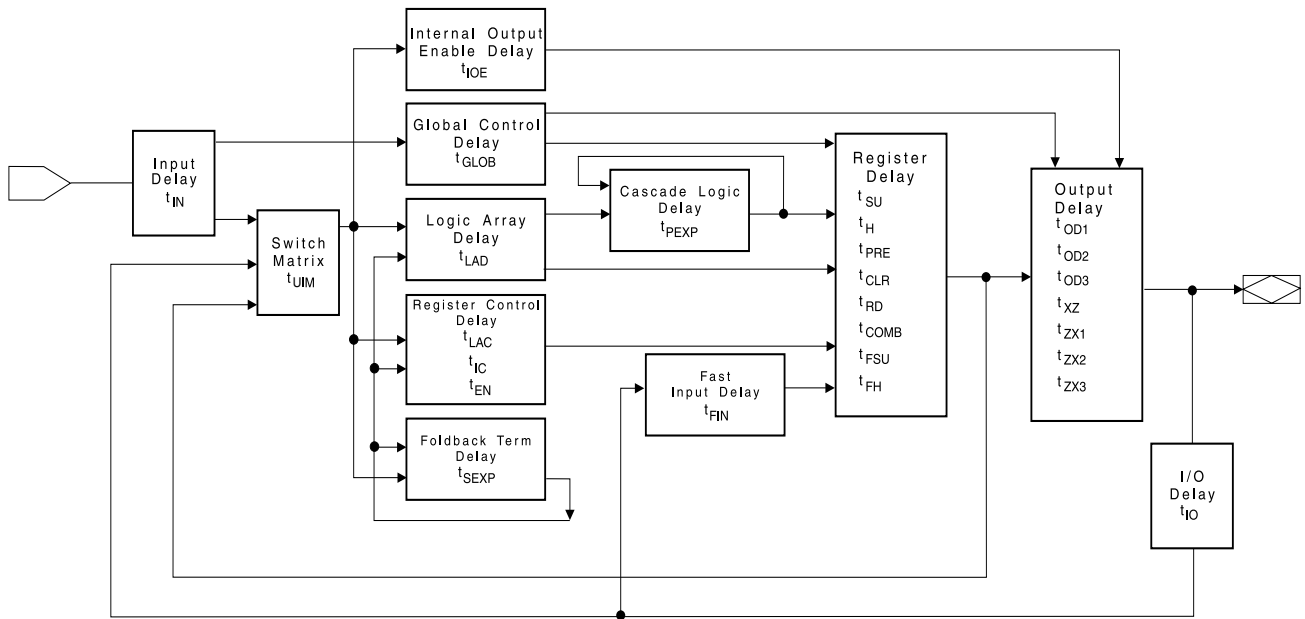 Input
Delay
tIN
Switch
Matrix
tUIM
Internal Output
Enable Delay
tIOE
Global Control
Delay
tGLOB
Logic Array
Delay
tLAD
Register Control
Delay
tLAC
tIC
tEN
Foldback Term
Delay
tSEXP
Cascade Logic
Delay
tPEXP
Fast
Input Delay
tFIN
Register
Delay
tSU
tH
tPRE
tCLR
tRD
tCOMB
tFSU
tFH
Output
Delay
tOD1
tOD2
tOD3
tXZ
tZX1
tZX2
tZX3
I/O
Delay
tIO